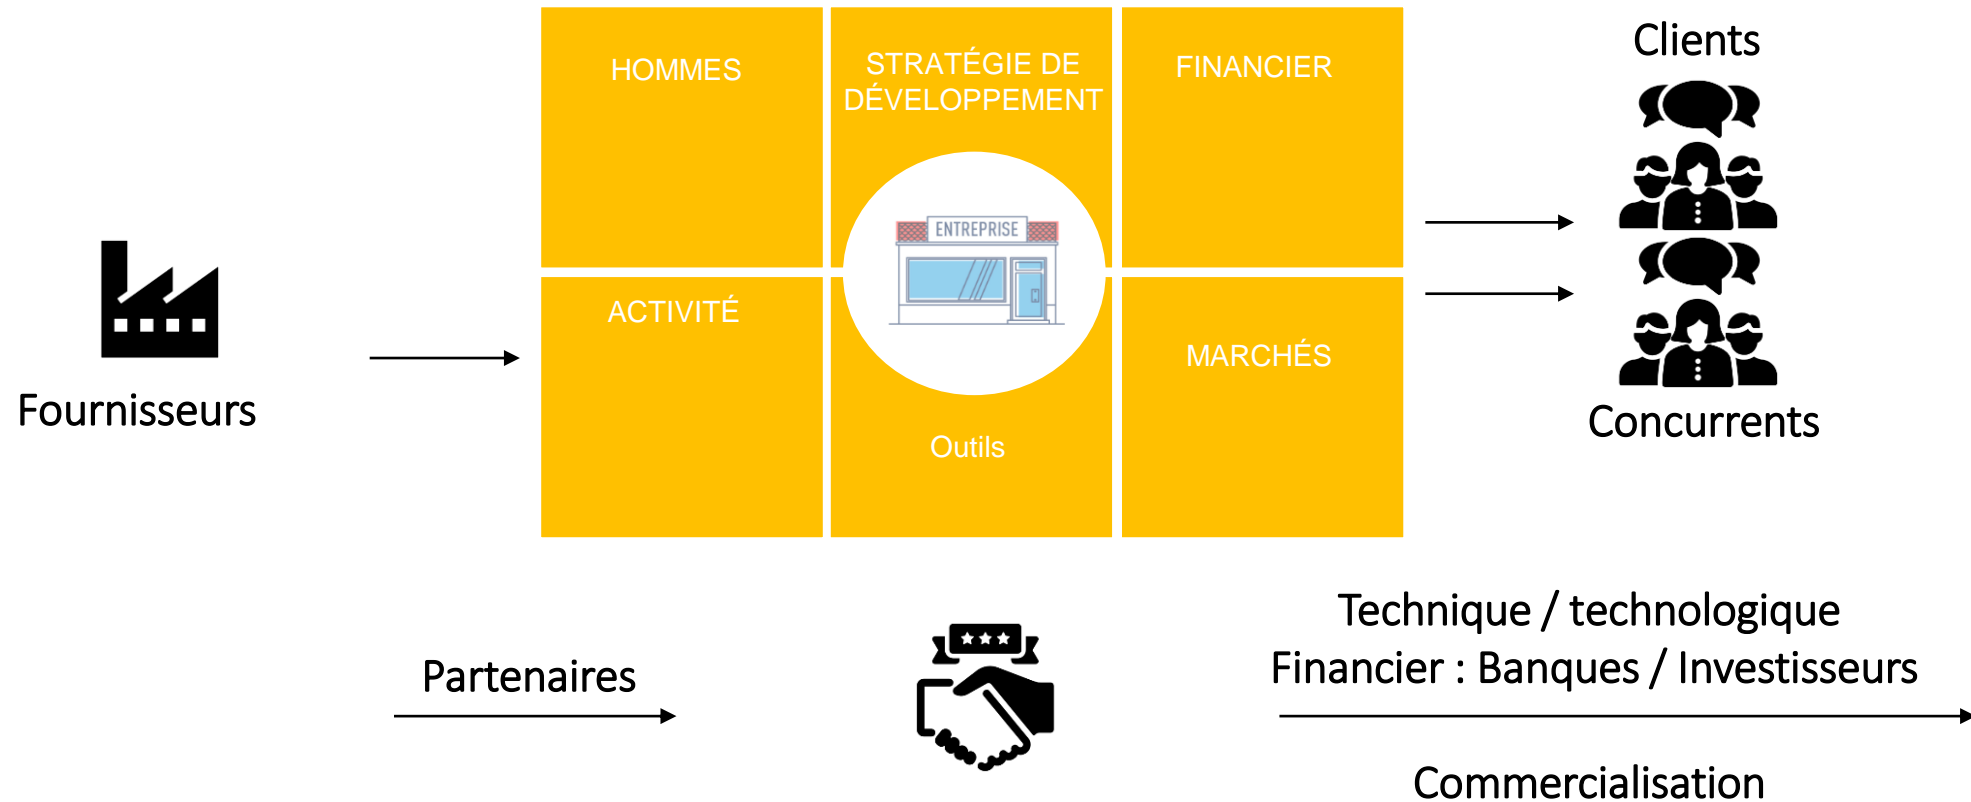 HOMMES
STRATÉGIE DE
DÉVELOPPEMENT
FINANCIER
Clients
ENTREPRISE
ACTIVITÉ
MARCHÉS
Fournisseurs
Concurrents
Outils
Technique / technologique
Partenaires
Financier : Banques / Investisseurs
Commercialisation